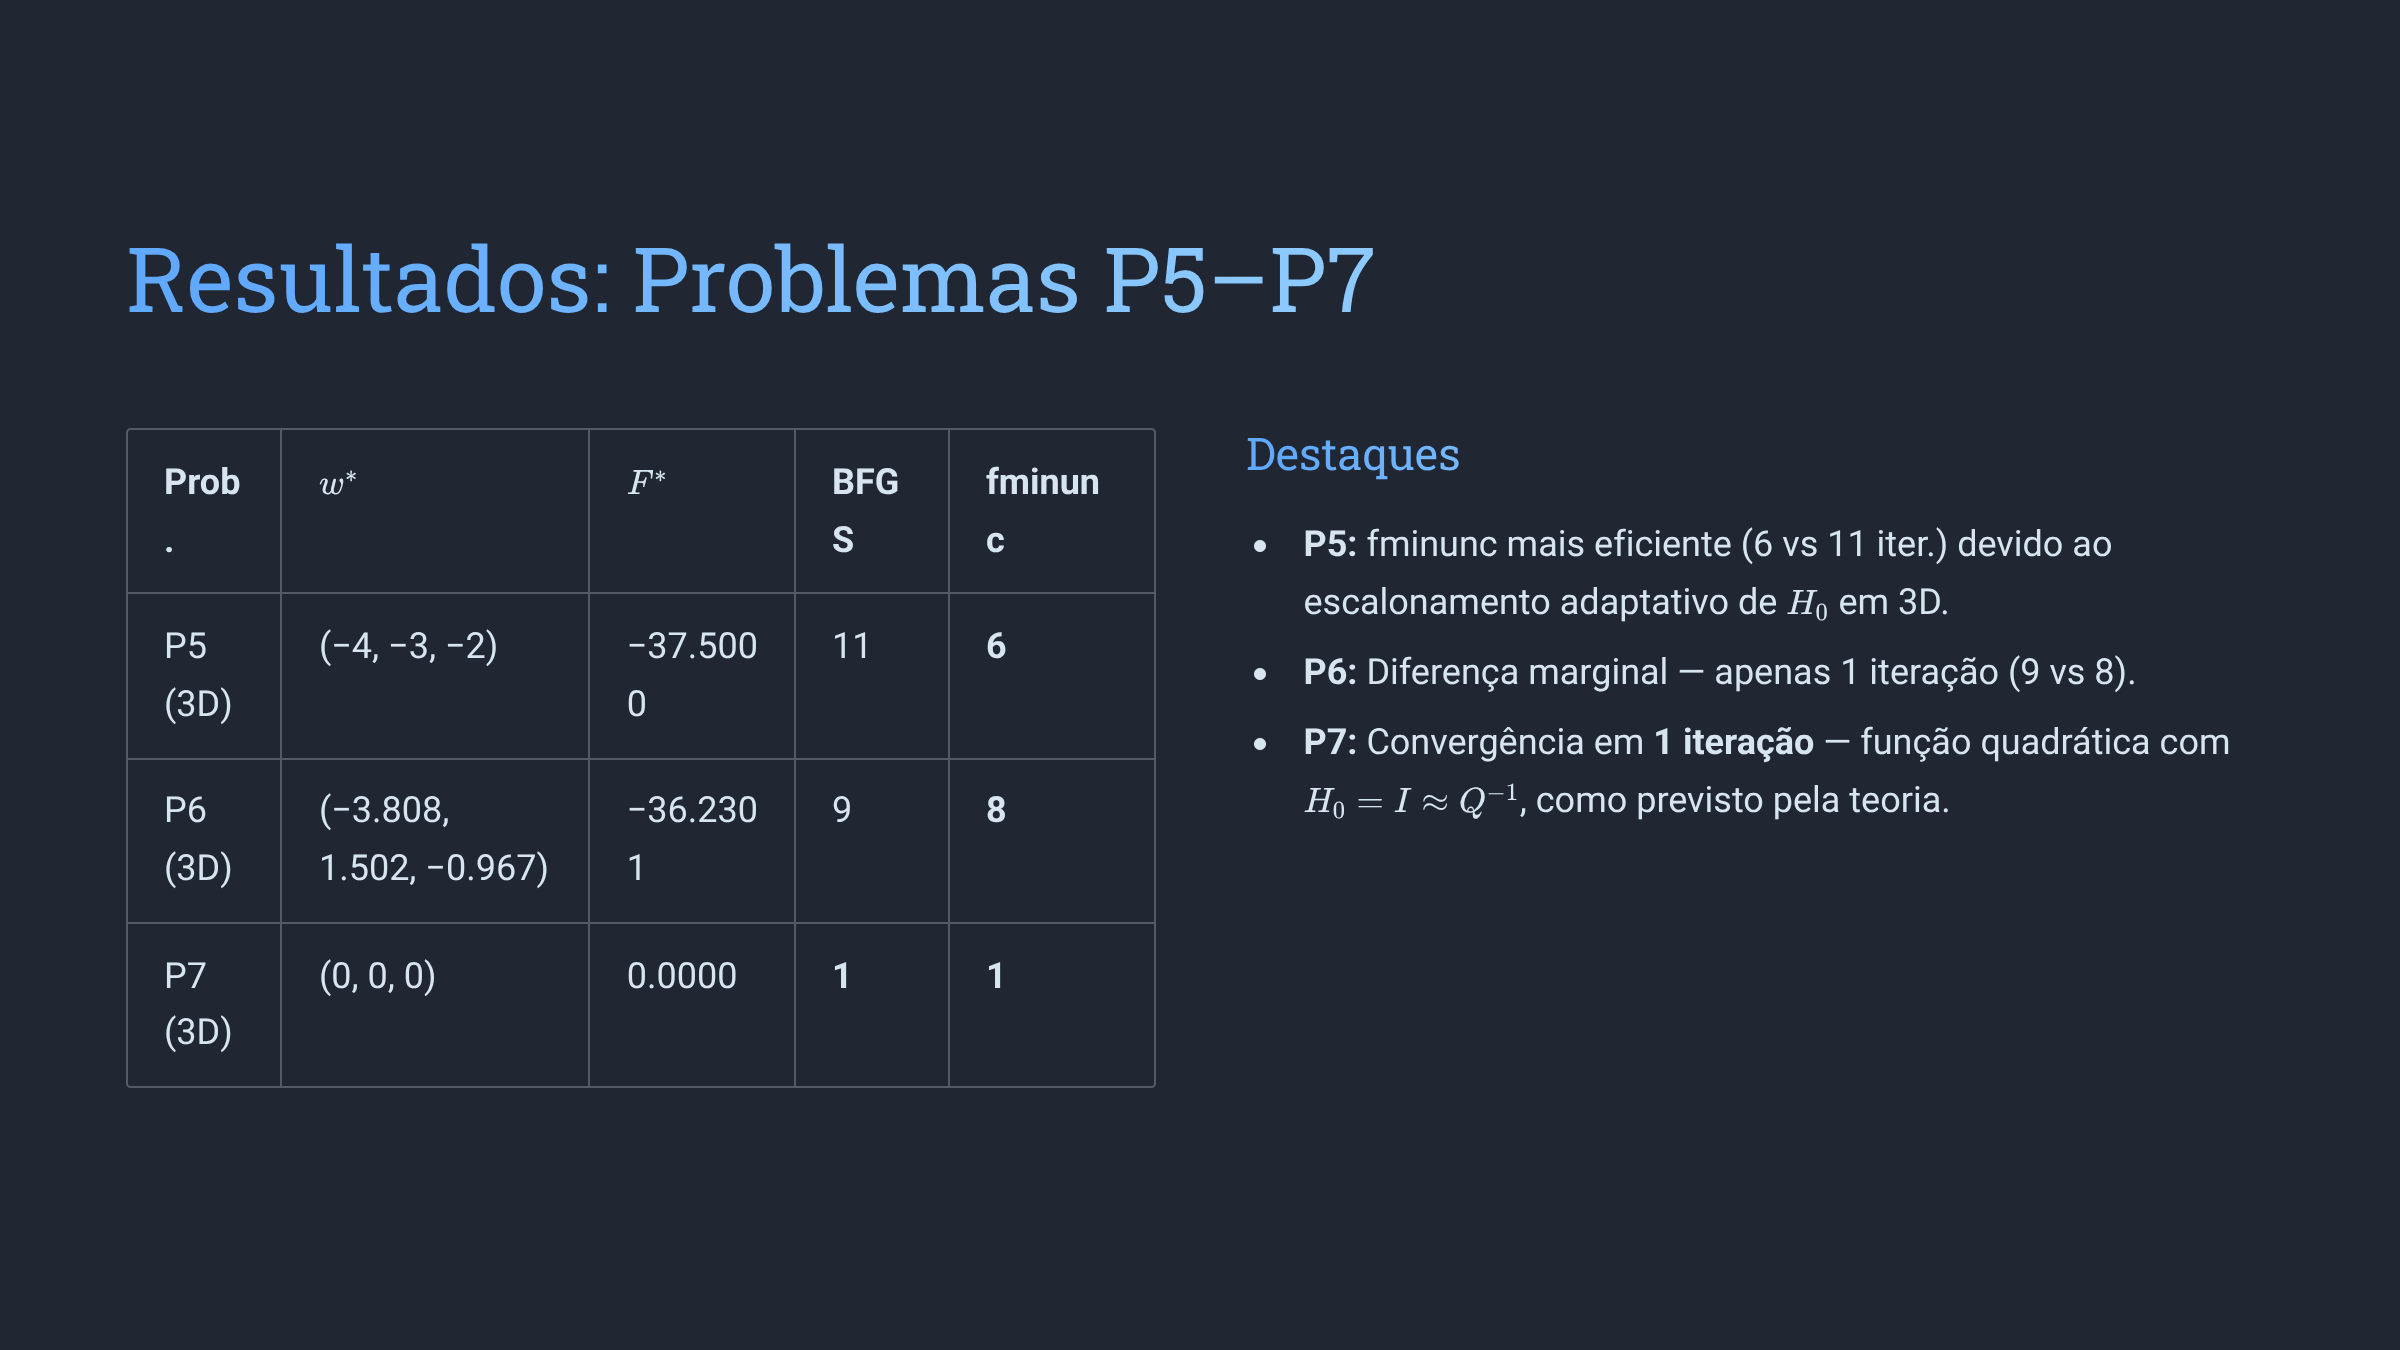 Resultados: Problemas P5–P7
Prob
.
w*
F*
BFG
S
fminun
c
P5
(3D)
(−4, −3, −2)
−37.500
0
11
6
P6
(3D)
(−3.808,
1.502, −0.967)
−36.230
1
9
8
P7
(3D)
(0, 0, 0)
0.0000
1
1
Destaques
• P5: fminunc mais eficiente (6 vs 11 iter.) devido ao
escalonamento adaptativo de H₀ em 3D.
• P6: Diferença marginal — apenas 1 iteração (9 vs 8).
• P7: Convergência em 1 iteração — função quadrática com
H₀ = I ≈ Q⁻¹, como previsto pela teoria.